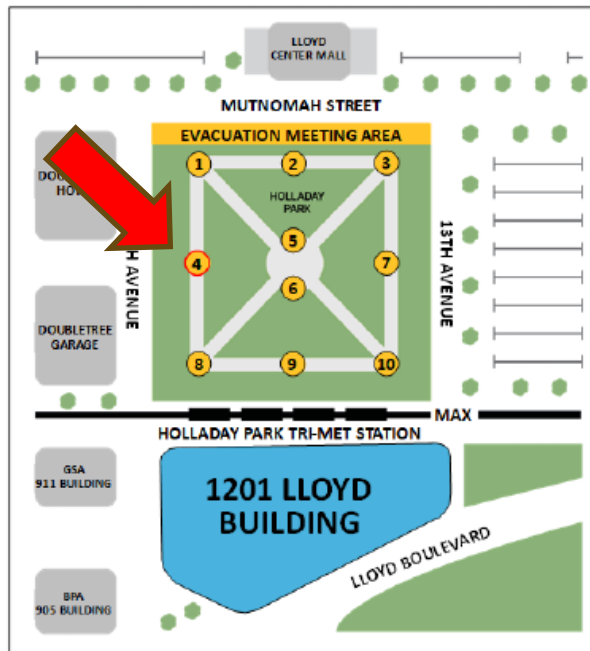 LLOYD
CENTER MALL
MUTNOMAH STREET
EVACUATION MEETING AREA
1
2
3
HOLLADAY
PARK
5
4
7
6
13TH AVENUE
AVENUE
DOUBLETREE
GARAGE
8
9
10
MAX
HOLLADAY PARK TRI-MET STATION
GSA
911 BUILDING
1201 LLOYD
BUILDING
LLOYD BOULEVARD
BPA
905 BUILDING